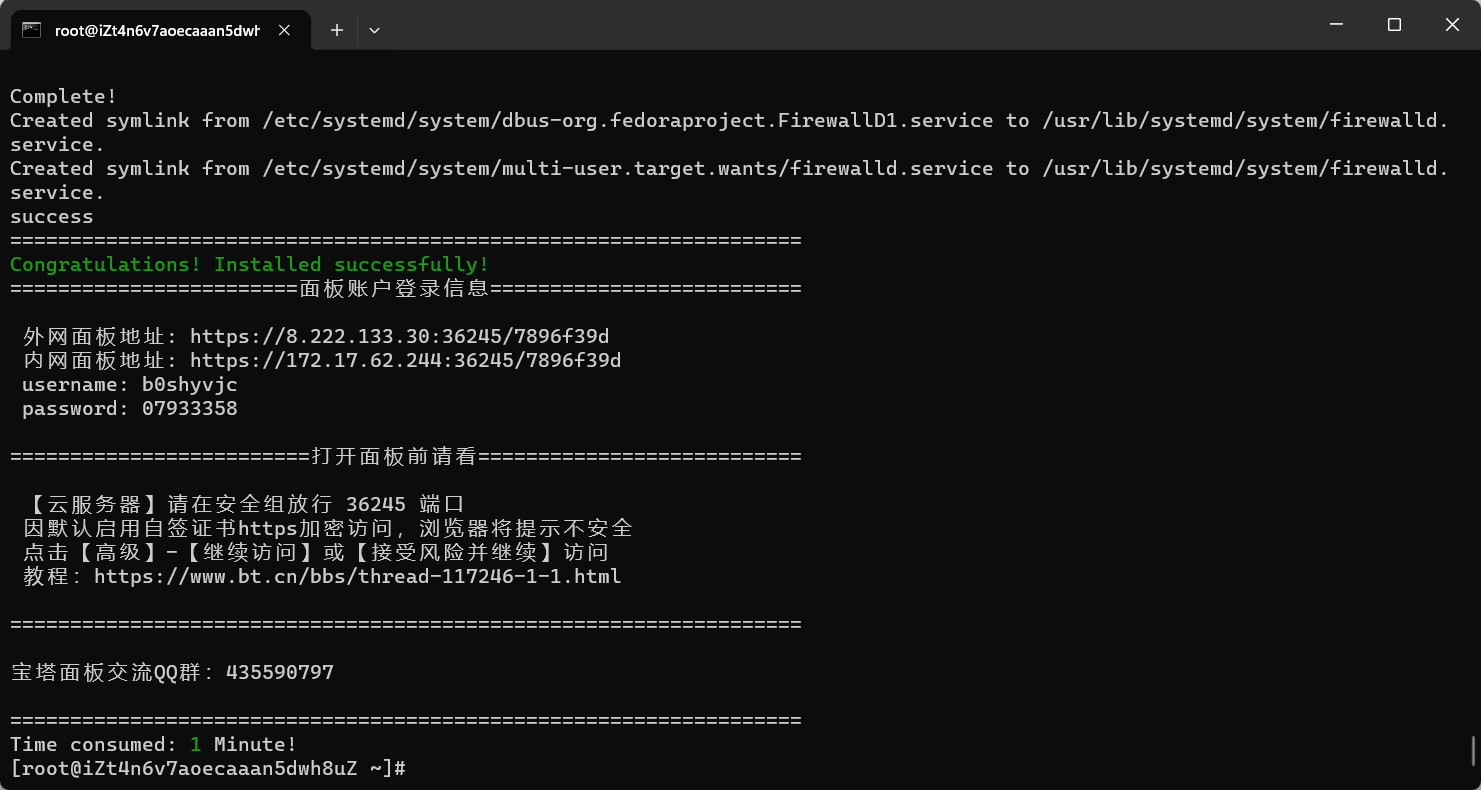 root@iZt4n6v7aoecaaan5dwh
Complete!
Created symlink from /etc/systemd/system/dbus-org.fedoraproject.FirewallD1.service to /usr/lib/systemd/system/firewalld.
service.
Created symlink from /etc/systemd/system/multi-user.target.wants/firewalld.service to /usr/lib/systemd/system/firewalld.
service.
success
==================================================================
Congratulations! Installed successfully!
========================面板账户登录信息==========================
外网面板地址: https://8.222.133.30:36245/7896f39d
内网面板地址: https://172.17.62.244:36245/7896f39d
username: b0shyvjc
password: 07933358
=========================打开面板前请看===========================
【云服务器】请在安全组放行 36245 端口
因默认启用自签证书https加密访问，浏览器将提示不安全
点击【高级】-【继续访问】或【接受风险并继续】访问
教程：https://www.bt.cn/bbs/thread-117246-1-1.html
==================================================================
宝塔面板交流QQ群：435590797
==================================================================
Time consumed: 1 Minute!
[root@iZt4n6v7aoecaaan5dwh8uZ ~]#